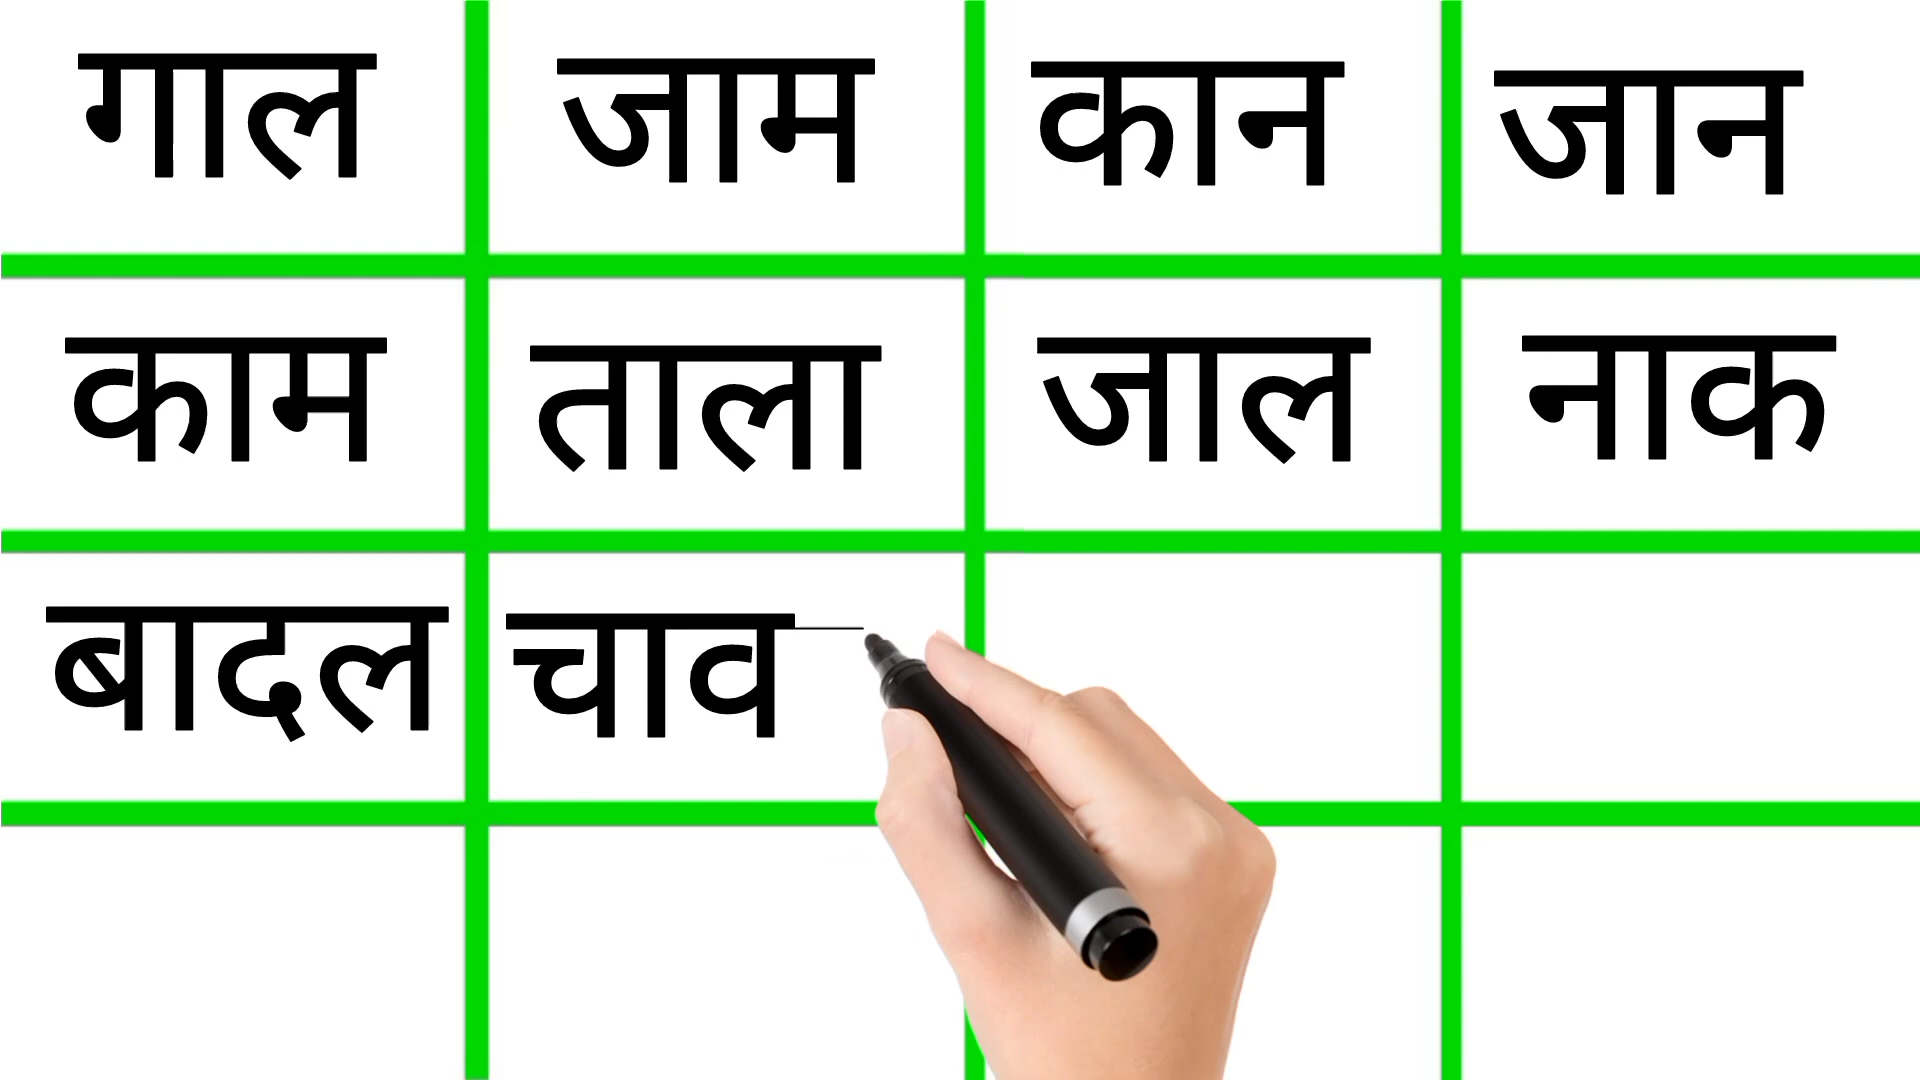 गाल जाम कान जान
काम ताला जाल नाक
बादल चाव